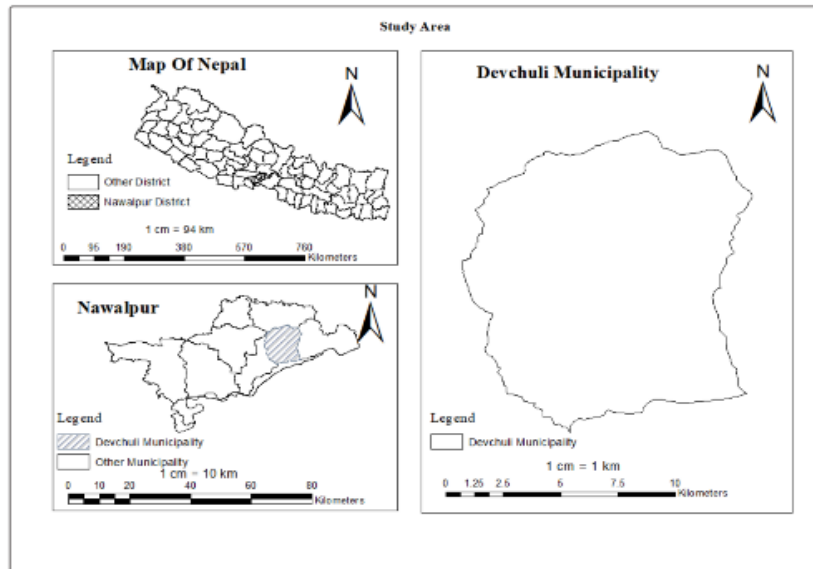 Study Area
Map Of Nepal
N
Legend
Other District
Nawalpur District
1 cm = 94 km
0 95 190 380 570 760
Kilometers
Nawalpur
N
Legend
Devchuli Municipality
Other Municipality
1 cm = 10 km
0 10 20 40 60 80
Kilometers
Devchuli Municipality
N
Legend
Devchuli Municipality
1 cm = 1 km
0 1.25 2.5 5 7.5 10
Kilometers